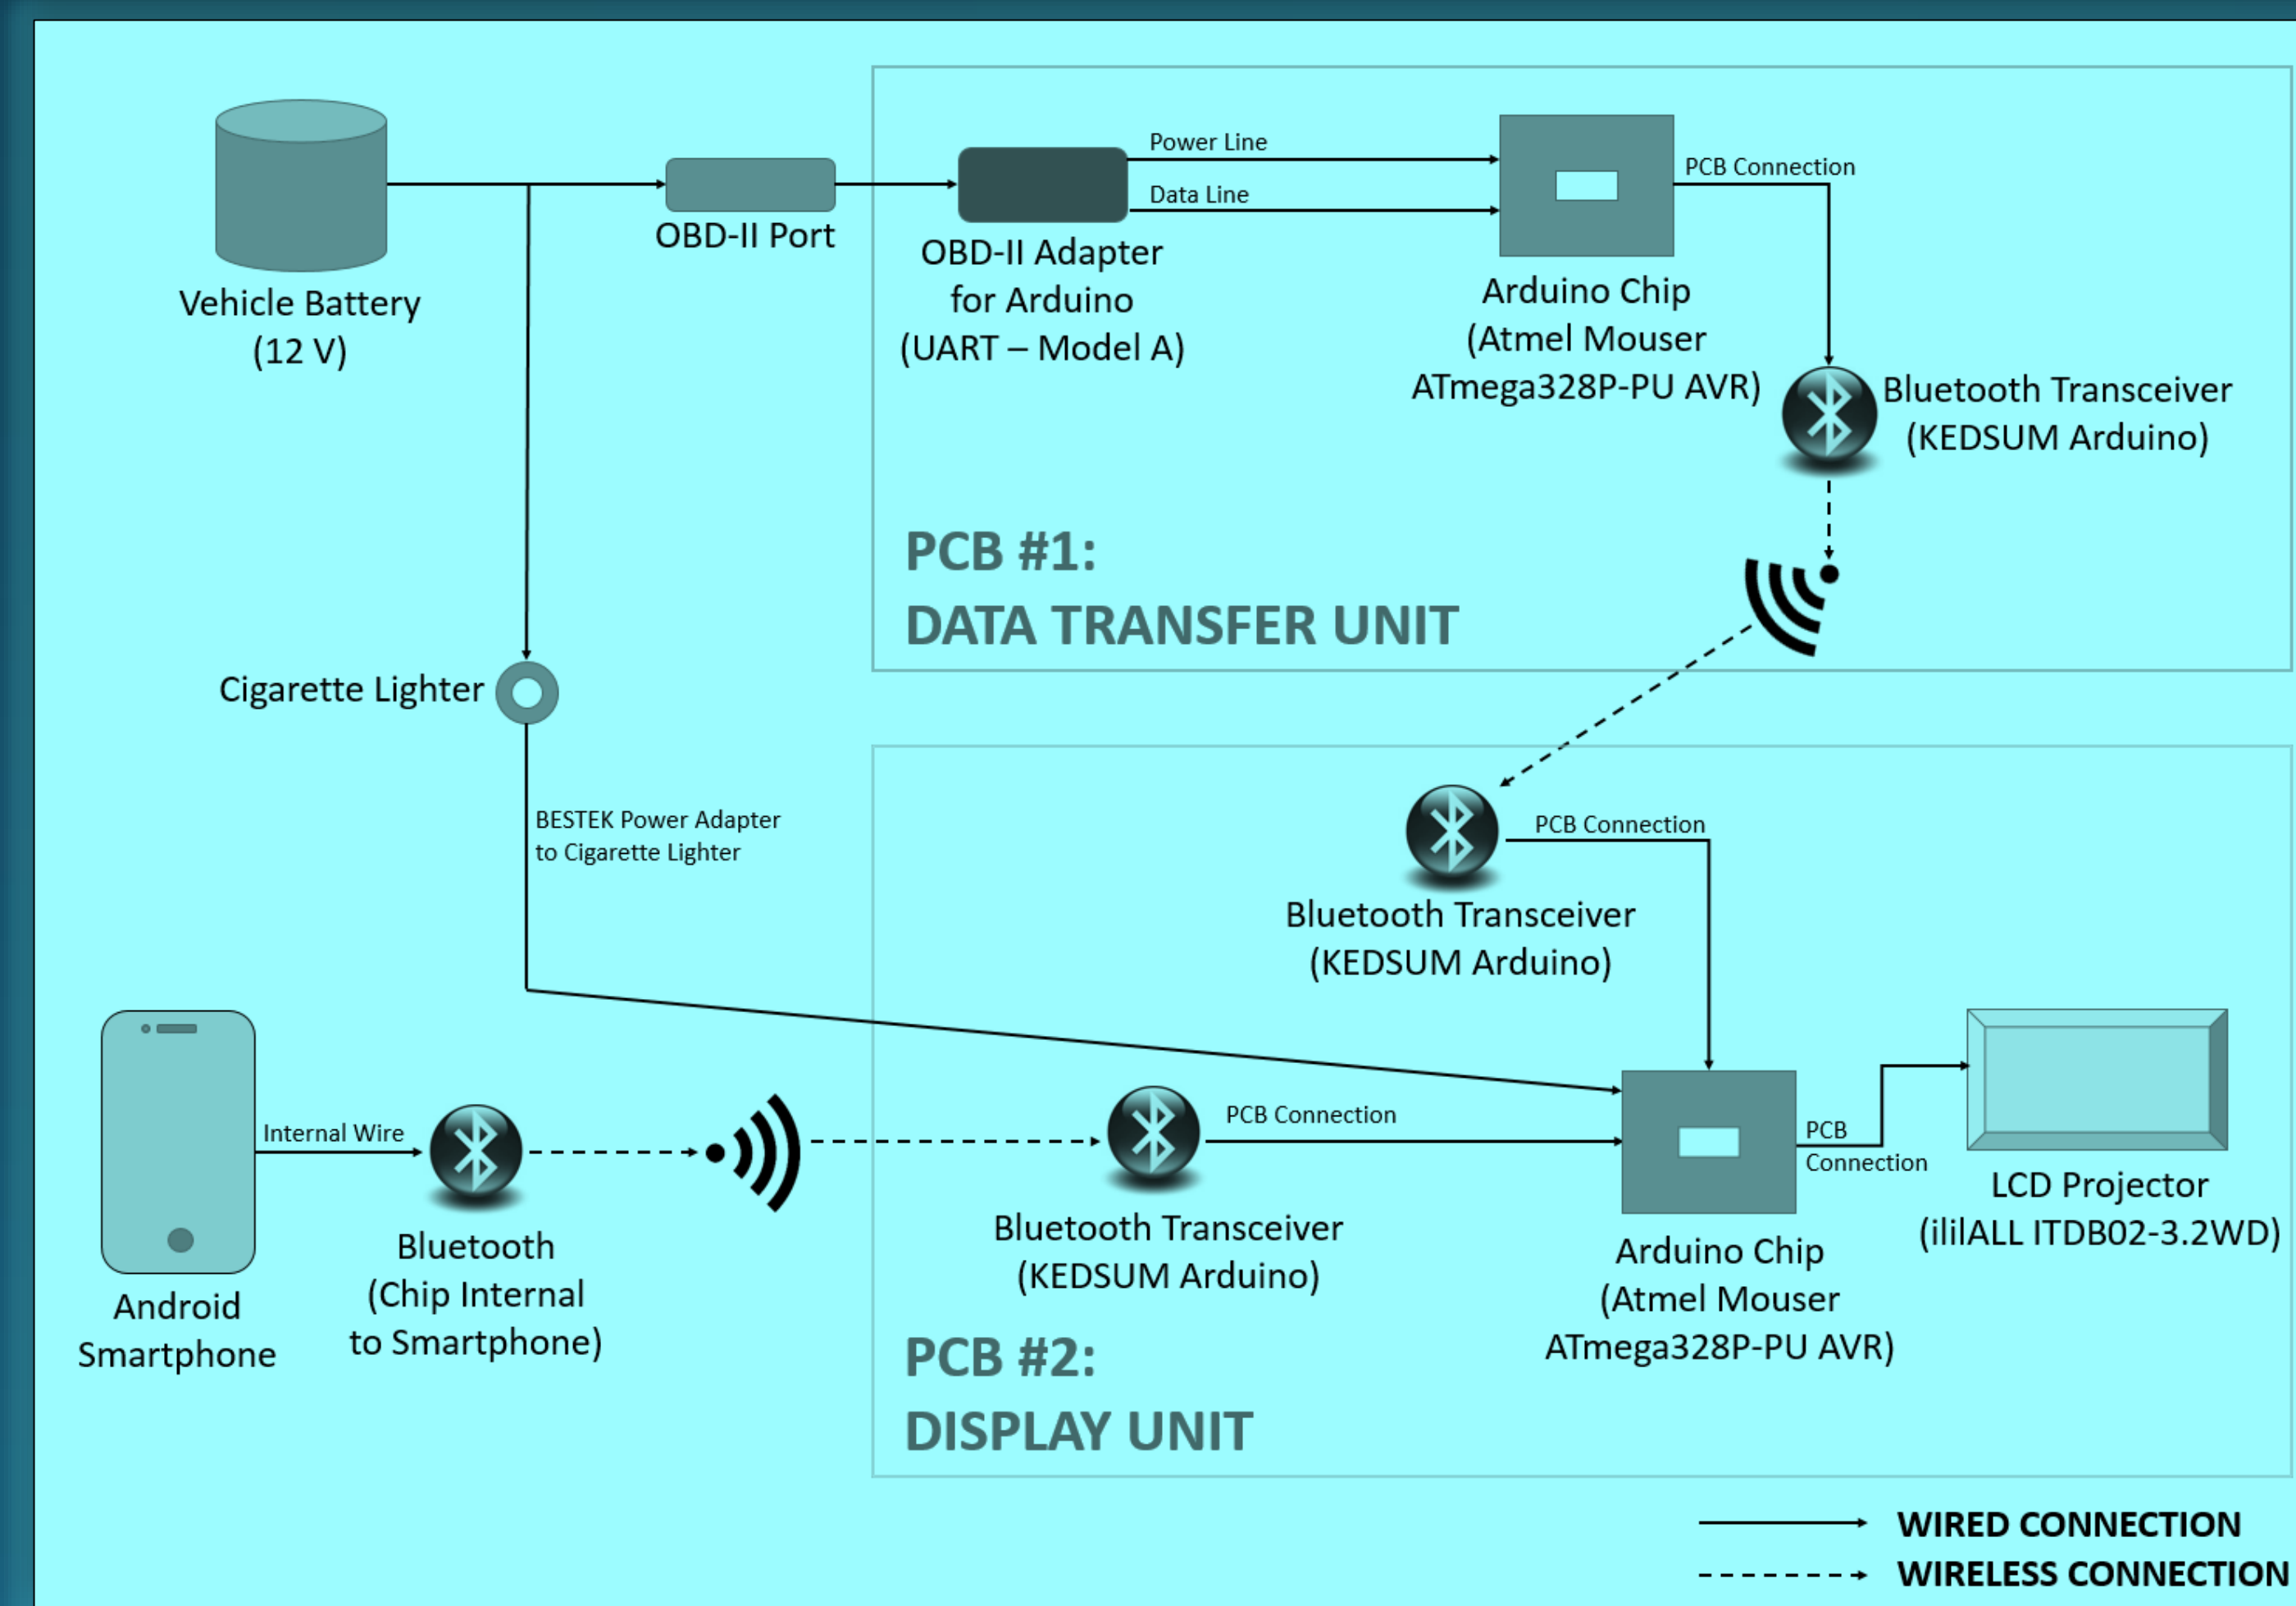 Vehicle Battery
(12 V)
OBD-II Port
OBD-II Adapter
for Arduino
(UART – Model A)
Power Line
Data Line
Arduino Chip
(Atmel Mouser
ATmega328P-PU AVR)
PCB Connection
Bluetooth Transceiver
(KEDSUM Arduino)
PCB #1:
DATA TRANSFER UNIT
Cigarette Lighter
BESTEK Power Adapter
to Cigarette Lighter
PCB Connection
Bluetooth Transceiver
(KEDSUM Arduino)
Android
Smartphone
Internal Wire
Bluetooth
(Chip Internal
to Smartphone)
Bluetooth Transceiver
(KEDSUM Arduino)
PCB Connection
Arduino Chip
(Atmel Mouser
ATmega328P-PU AVR)
PCB
Connection
LCD Projector
(ililALL ITDB02-3.2WD)
PCB #2:
DISPLAY UNIT
WIRED CONNECTION
WIRELESS CONNECTION